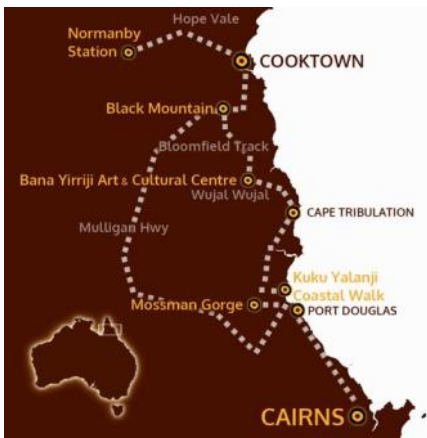 Hope Vale
Normanby
Station
COOKTOWN
Black Mountain
Bloomfield Track
Bana Yirriji Art & Cultural Centre
Wujal Wujal
CAPE TRIBULATION
Mulligan Hwy
Kuku Yalanji
Coastal Walk
Mossman Gorge
PORT DOUGLAS
CAIRNS